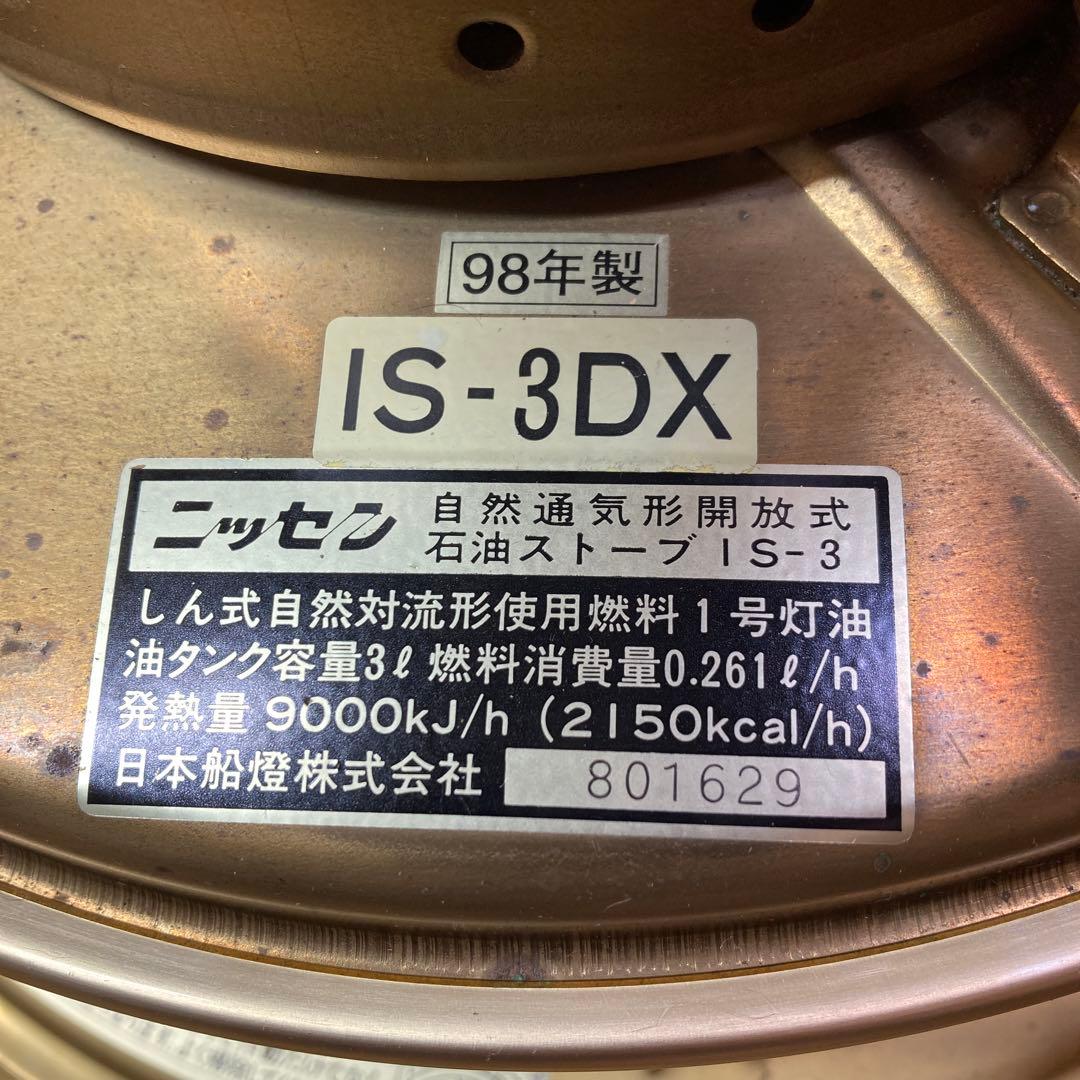 98年製
IS-3DX
ニッセン 自然通気形開放式
石油ストーブ IS-3
しん式自然対流形使用燃料1号灯油
油タンク容量3ℓ 燃料消費量0.261ℓ/h
発熱量 9000kJ/h (2150kcal/h)
日本船燈株式会社 801629